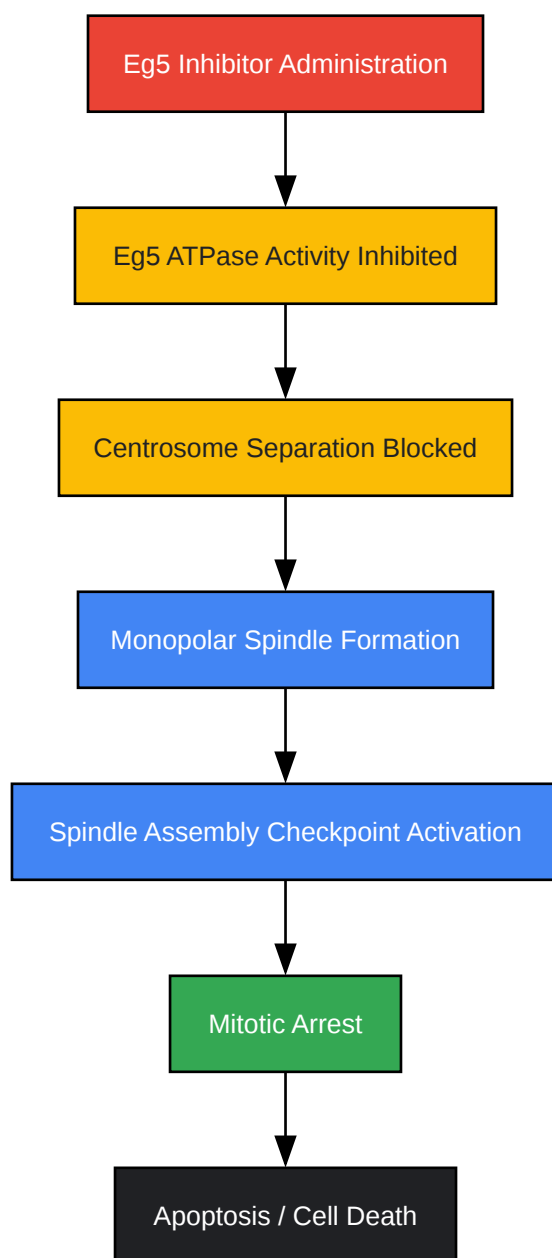 Eg5 Inhibitor Administration
Eg5 ATPase Activity Inhibited
Centrosome Separation Blocked
Monopolar Spindle Formation
Spindle Assembly Checkpoint Activation
Mitotic Arrest
Apoptosis / Cell Death